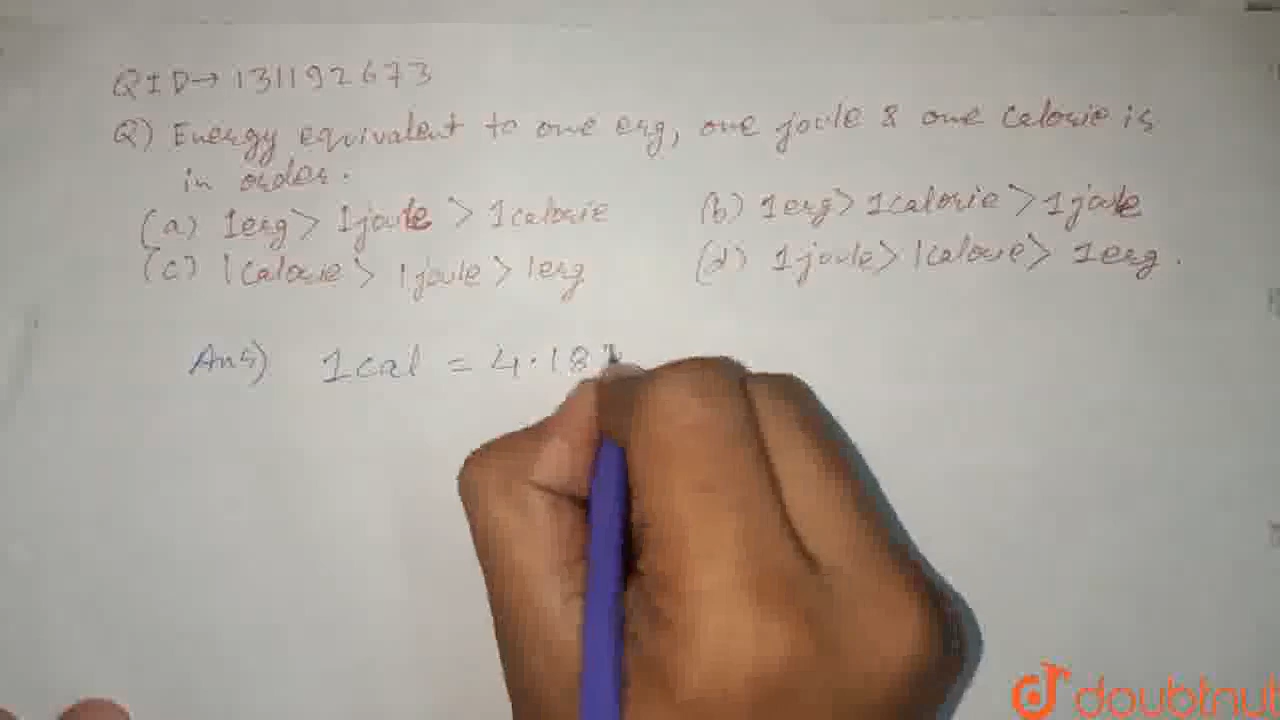 QID→ 131192673
Q) Energy equivalent to one erg, one joule & one calorie is
in order.
(a) 1erg > 1joule > 1calorie
(b) 1erg > 1calorie > 1joule
(c) 1calorie > 1joule > 1erg
(d) 1joule > 1calorie > 1erg.
Ans) 1cal = 4.18
doubtnut